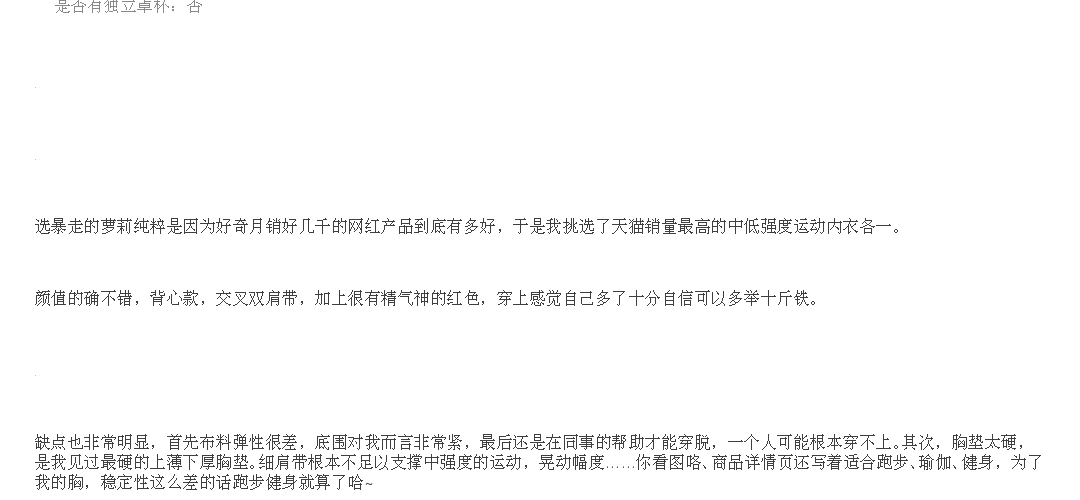 是否有独立罩杯：否
选暴走的萝莉纯粹是因为好奇月销好几千的网红产品到底有多好，于是我挑选了天猫销量最高的中低强度运动内衣各一。
颜值的确不错，背心款，交叉双肩带，加上很有精气神的红色，穿上感觉自己多了十分自信可以多举十斤铁。
缺点也非常明显，首先布料弹性很差，底围对我而言非常紧，最后还是在同事的帮助才能穿脱，一个人可能根本穿不上。其次，胸垫太硬，
是我见过最硬的上薄下厚胸垫。细肩带根本不足以支撑中强度的运动，晃动幅度……你看图咯、商品详情页还写着适合跑步、瑜伽、健身，为了
我的胸，稳定性这么差的话跑步健身就算了哈~